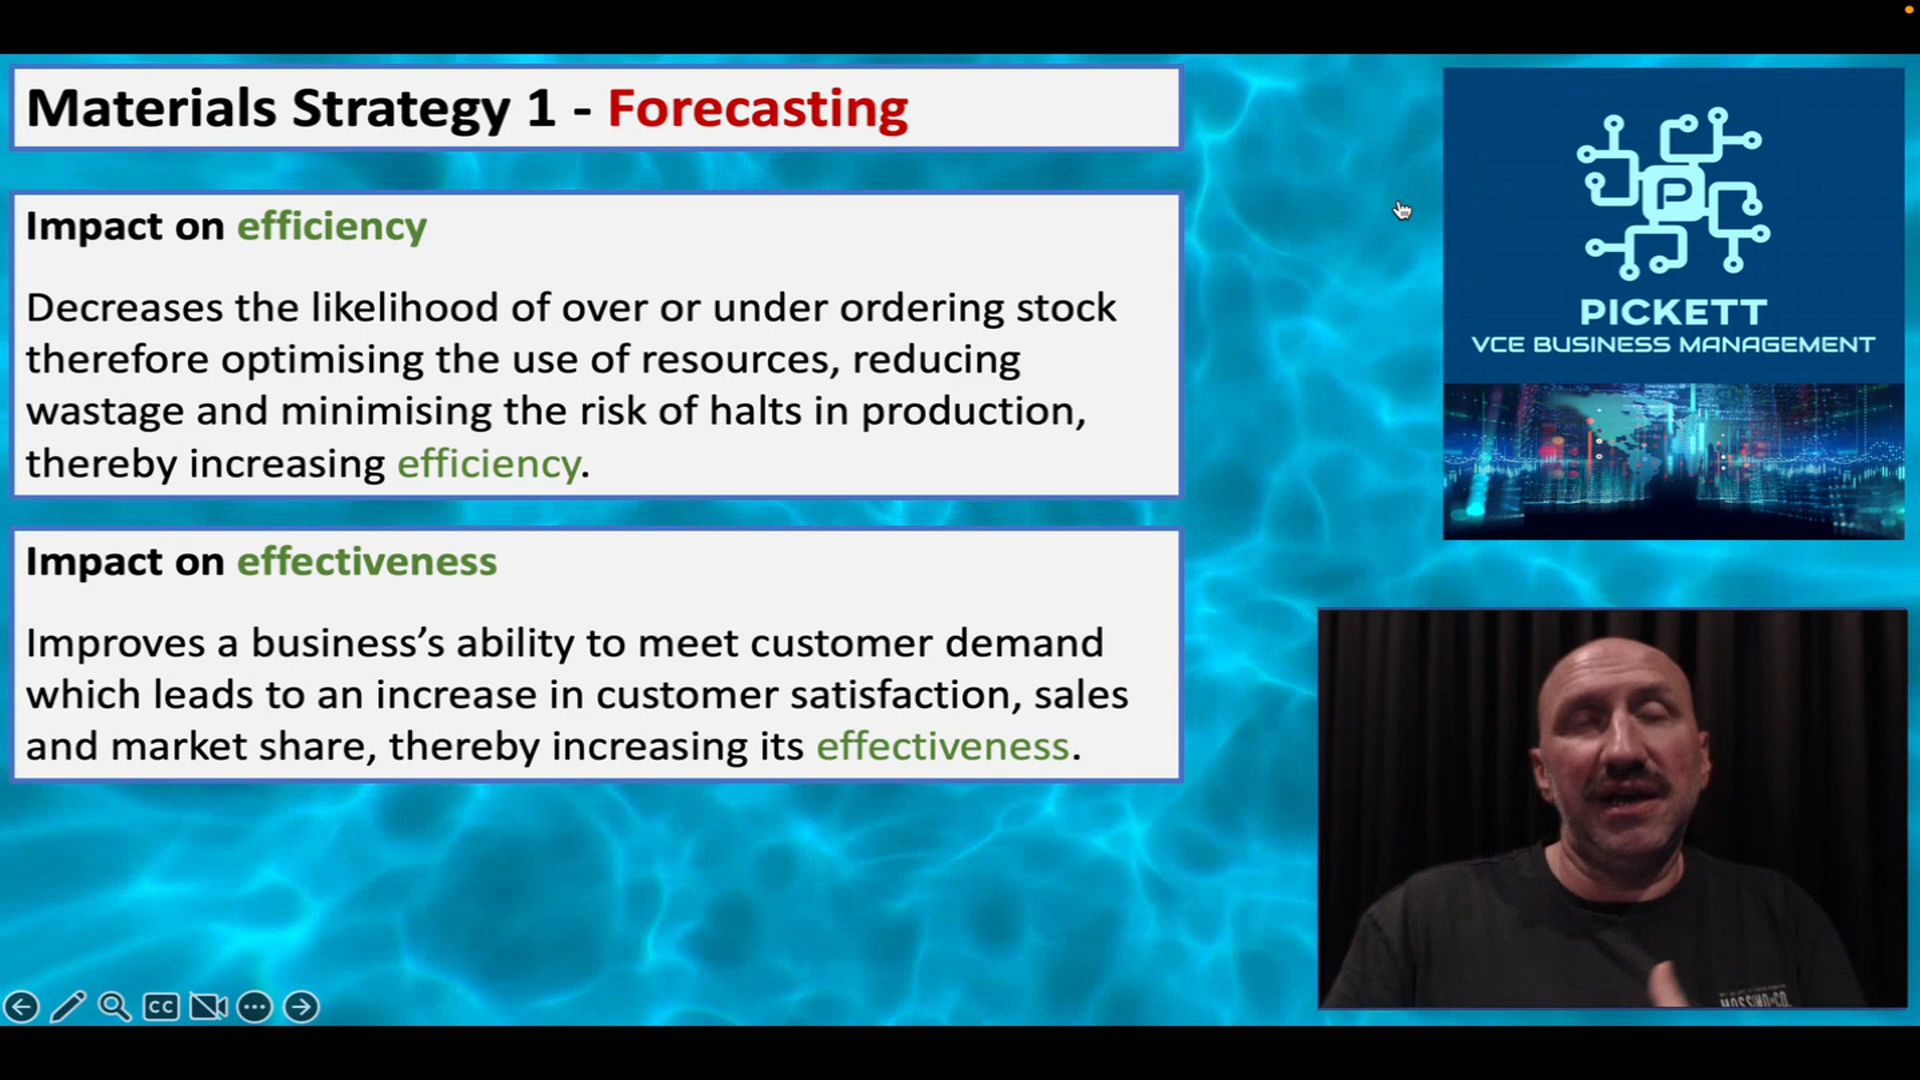 Materials Strategy 1 - Forecasting
Impact on efficiency
Decreases the likelihood of over or under ordering stock
therefore optimising the use of resources, reducing
wastage and minimising the risk of halts in production,
thereby increasing efficiency.
Impact on effectiveness
Improves a business’s ability to meet customer demand
which leads to an increase in customer satisfaction, sales
and market share, thereby increasing its effectiveness.
P
PICKETT
VCE BUSINESS MANAGEMENT
MOSSIMO CO.
CC